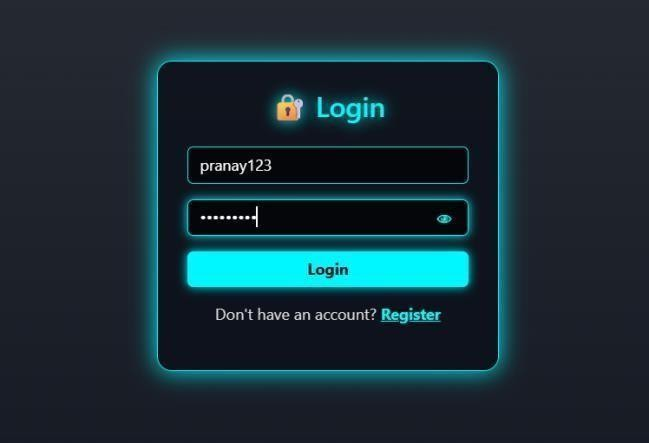 Login
pranay123
•••••••••
Login
Don't have an account? Register